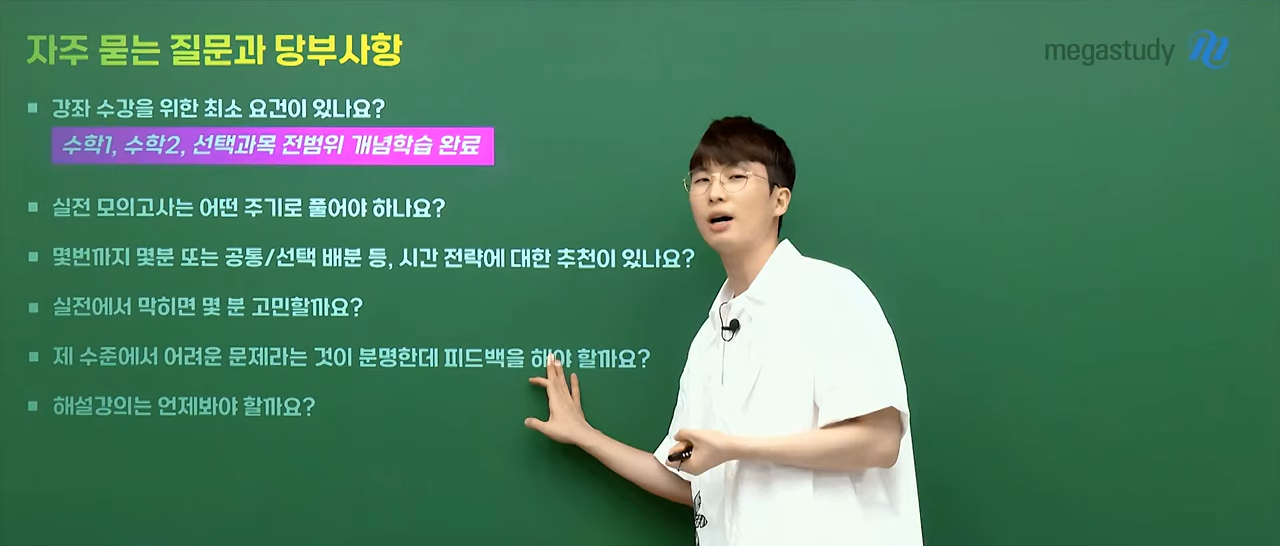 자주 묻는 질문과 당부사항
megastudy
강좌 수강을 위한 최소 요건이 있나요?
수학1, 수학2, 선택과목 전범위 개념학습 완료
실전 모의고사는 어떤 주기로 풀어야 하나요?
몇번까지 몇분 또는 공통/선택 배분 등, 시간 전략에 대한 추천이 있나요?
실전에서 막히면 몇 분 고민할까요?
제 수준에서 어려운 문제라는 것이 분명한데 피드백을 해야 할까요?
해설강의는 언제봐야 할까요?